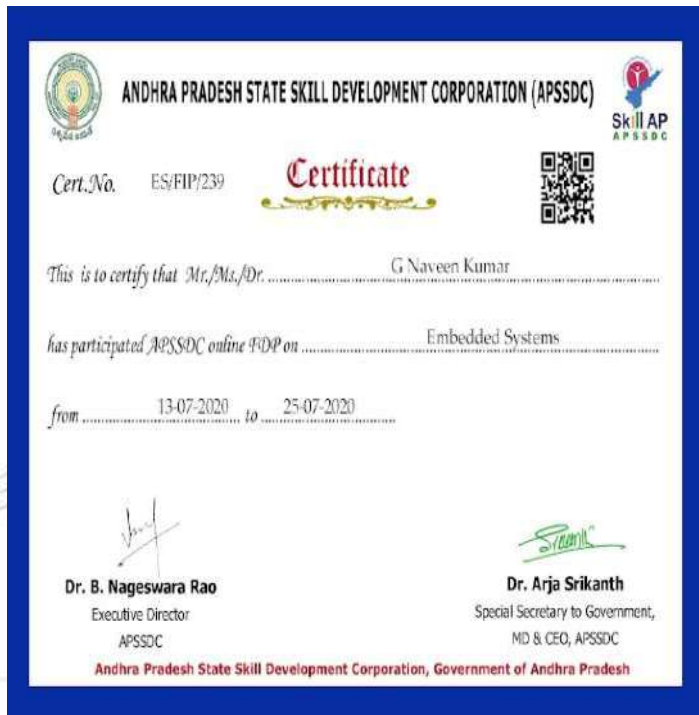 ANDHRA PRADESH STATE SKILL DEVELOPMENT CORPORATION (APSSDC)
Skill AP
APSSDC
Cert.No. ES/FIP/239
Certificate
This is to certify that Mr./Ms./Dr. G Naveen Kumar
has participated APSSDC online FDP on Embedded Systems
from 13-07-2020 to 25-07-2020
Dr. B. Nageswara Rao
Executive Director
APSSDC
Dr. Arja Srikanth
Special Secretary to Government,
MD & CEO, APSSDC
Andhra Pradesh State Skill Development Corporation, Government of Andhra Pradesh